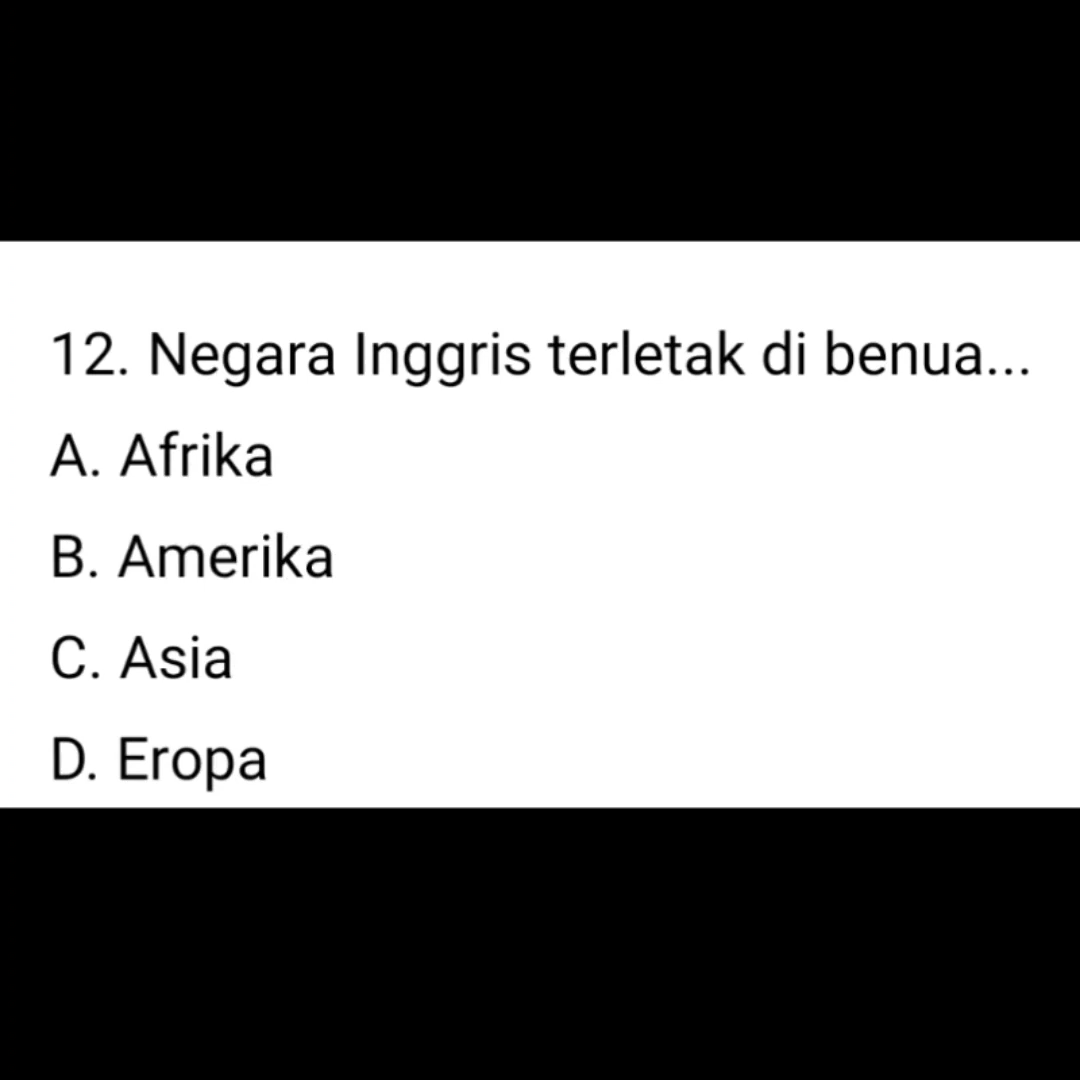 12. Negara Inggris terletak di benua...
A. Afrika
B. Amerika
C. Asia
D. Eropa